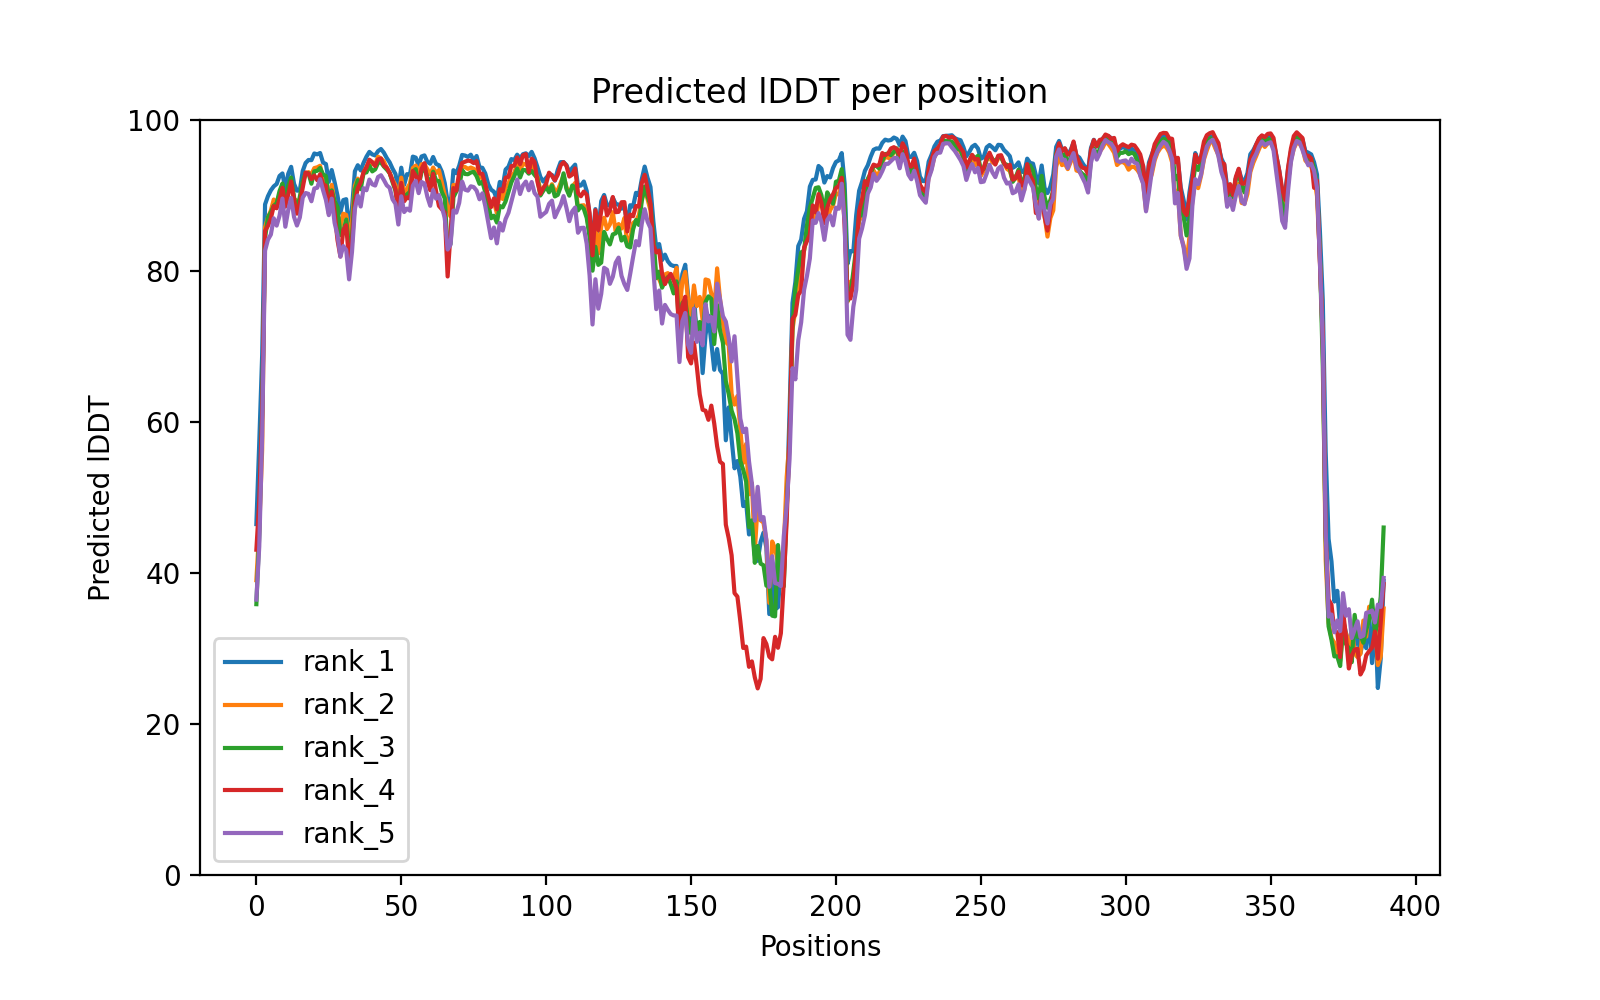 Predicted lDDT per position
100
80
60
40
20
0
Predicted lDDT
rank_1
rank_2
rank_3
rank_4
rank_5
0 50 100 150 200 250 300 350 400
Positions